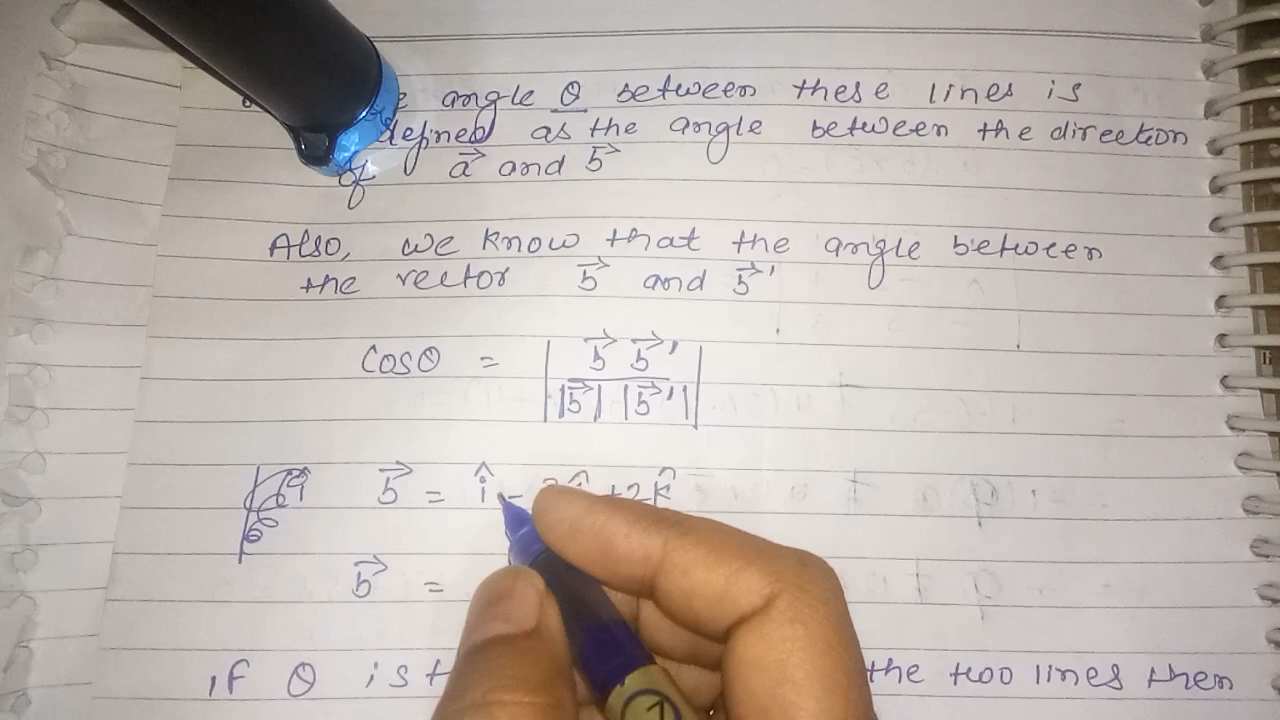 angle θ between these lines is
defined as the angle between the direction
of a⃗ and b⃗
Also, we know that the angle between
the vector b⃗ and b⃗'
Cosθ = | b⃗ b⃗' / |b⃗| |b⃗'| |
b⃗ = î - +2k̂
b⃗ =
if θ is the two lines then